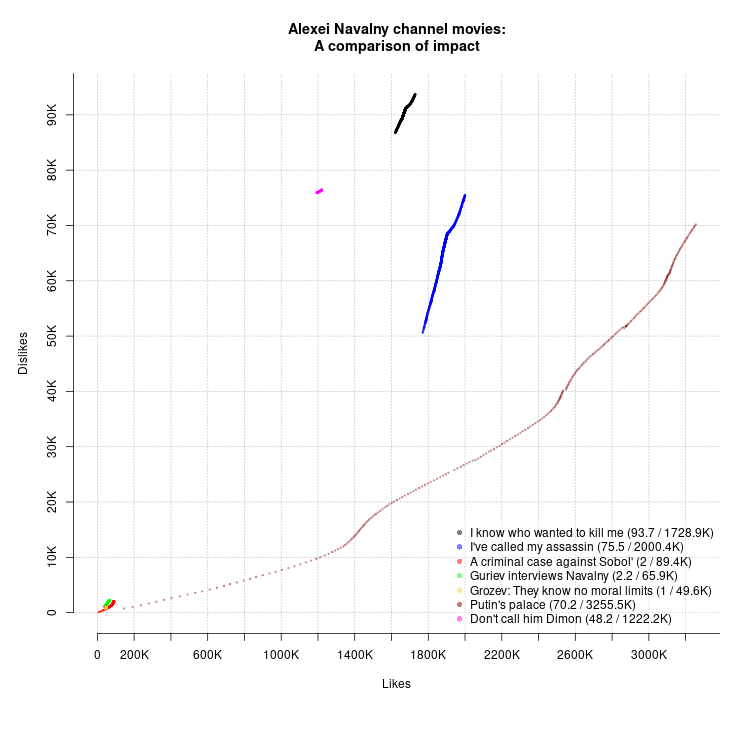 Alexei Navalny channel movies:
A comparison of impact
Dislikes
90K
80K
70K
60K
50K
40K
30K
20K
10K
0
I know who wanted to kill me (93.7 / 1728.9K)
I've called my assassin (75.5 / 2000.4K)
A criminal case against Sobol' (2 / 89.4K)
Guriev interviews Navalny (2.2 / 65.9K)
Grozev: They know no moral limits (1 / 49.6K)
Putin's palace (70.2 / 3255.5K)
Don't call him Dimon (48.2 / 1222.2K)
0 200K 600K 1000K 1400K 1800K 2200K 2600K 3000K
Likes